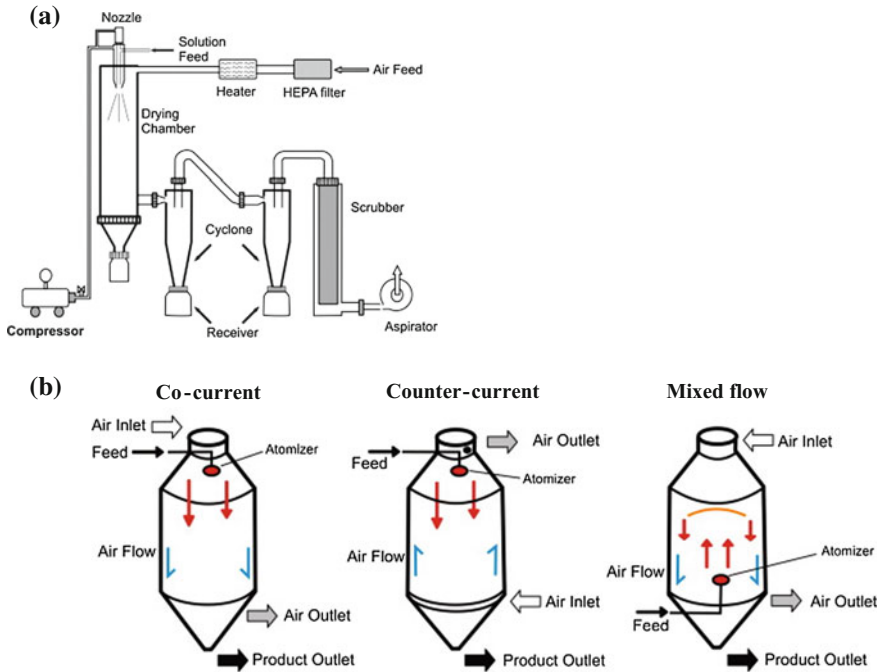 (a)
Nozzle
Solution
Feed
Air Feed
Heater
HEPA filter
Drying
Chamber
Scrubber
Cyclone
Compressor
Receiver
Aspirator
(b)
Co-current
Air Inlet
Feed
Atomizer
Air Flow
Air Outlet
Product Outlet
Counter-current
Air Outlet
Feed
Atomizer
Air Flow
Air Inlet
Product Outlet
Mixed flow
Air Inlet
Atomizer
Air Flow
Air Outlet
Feed
Product Outlet